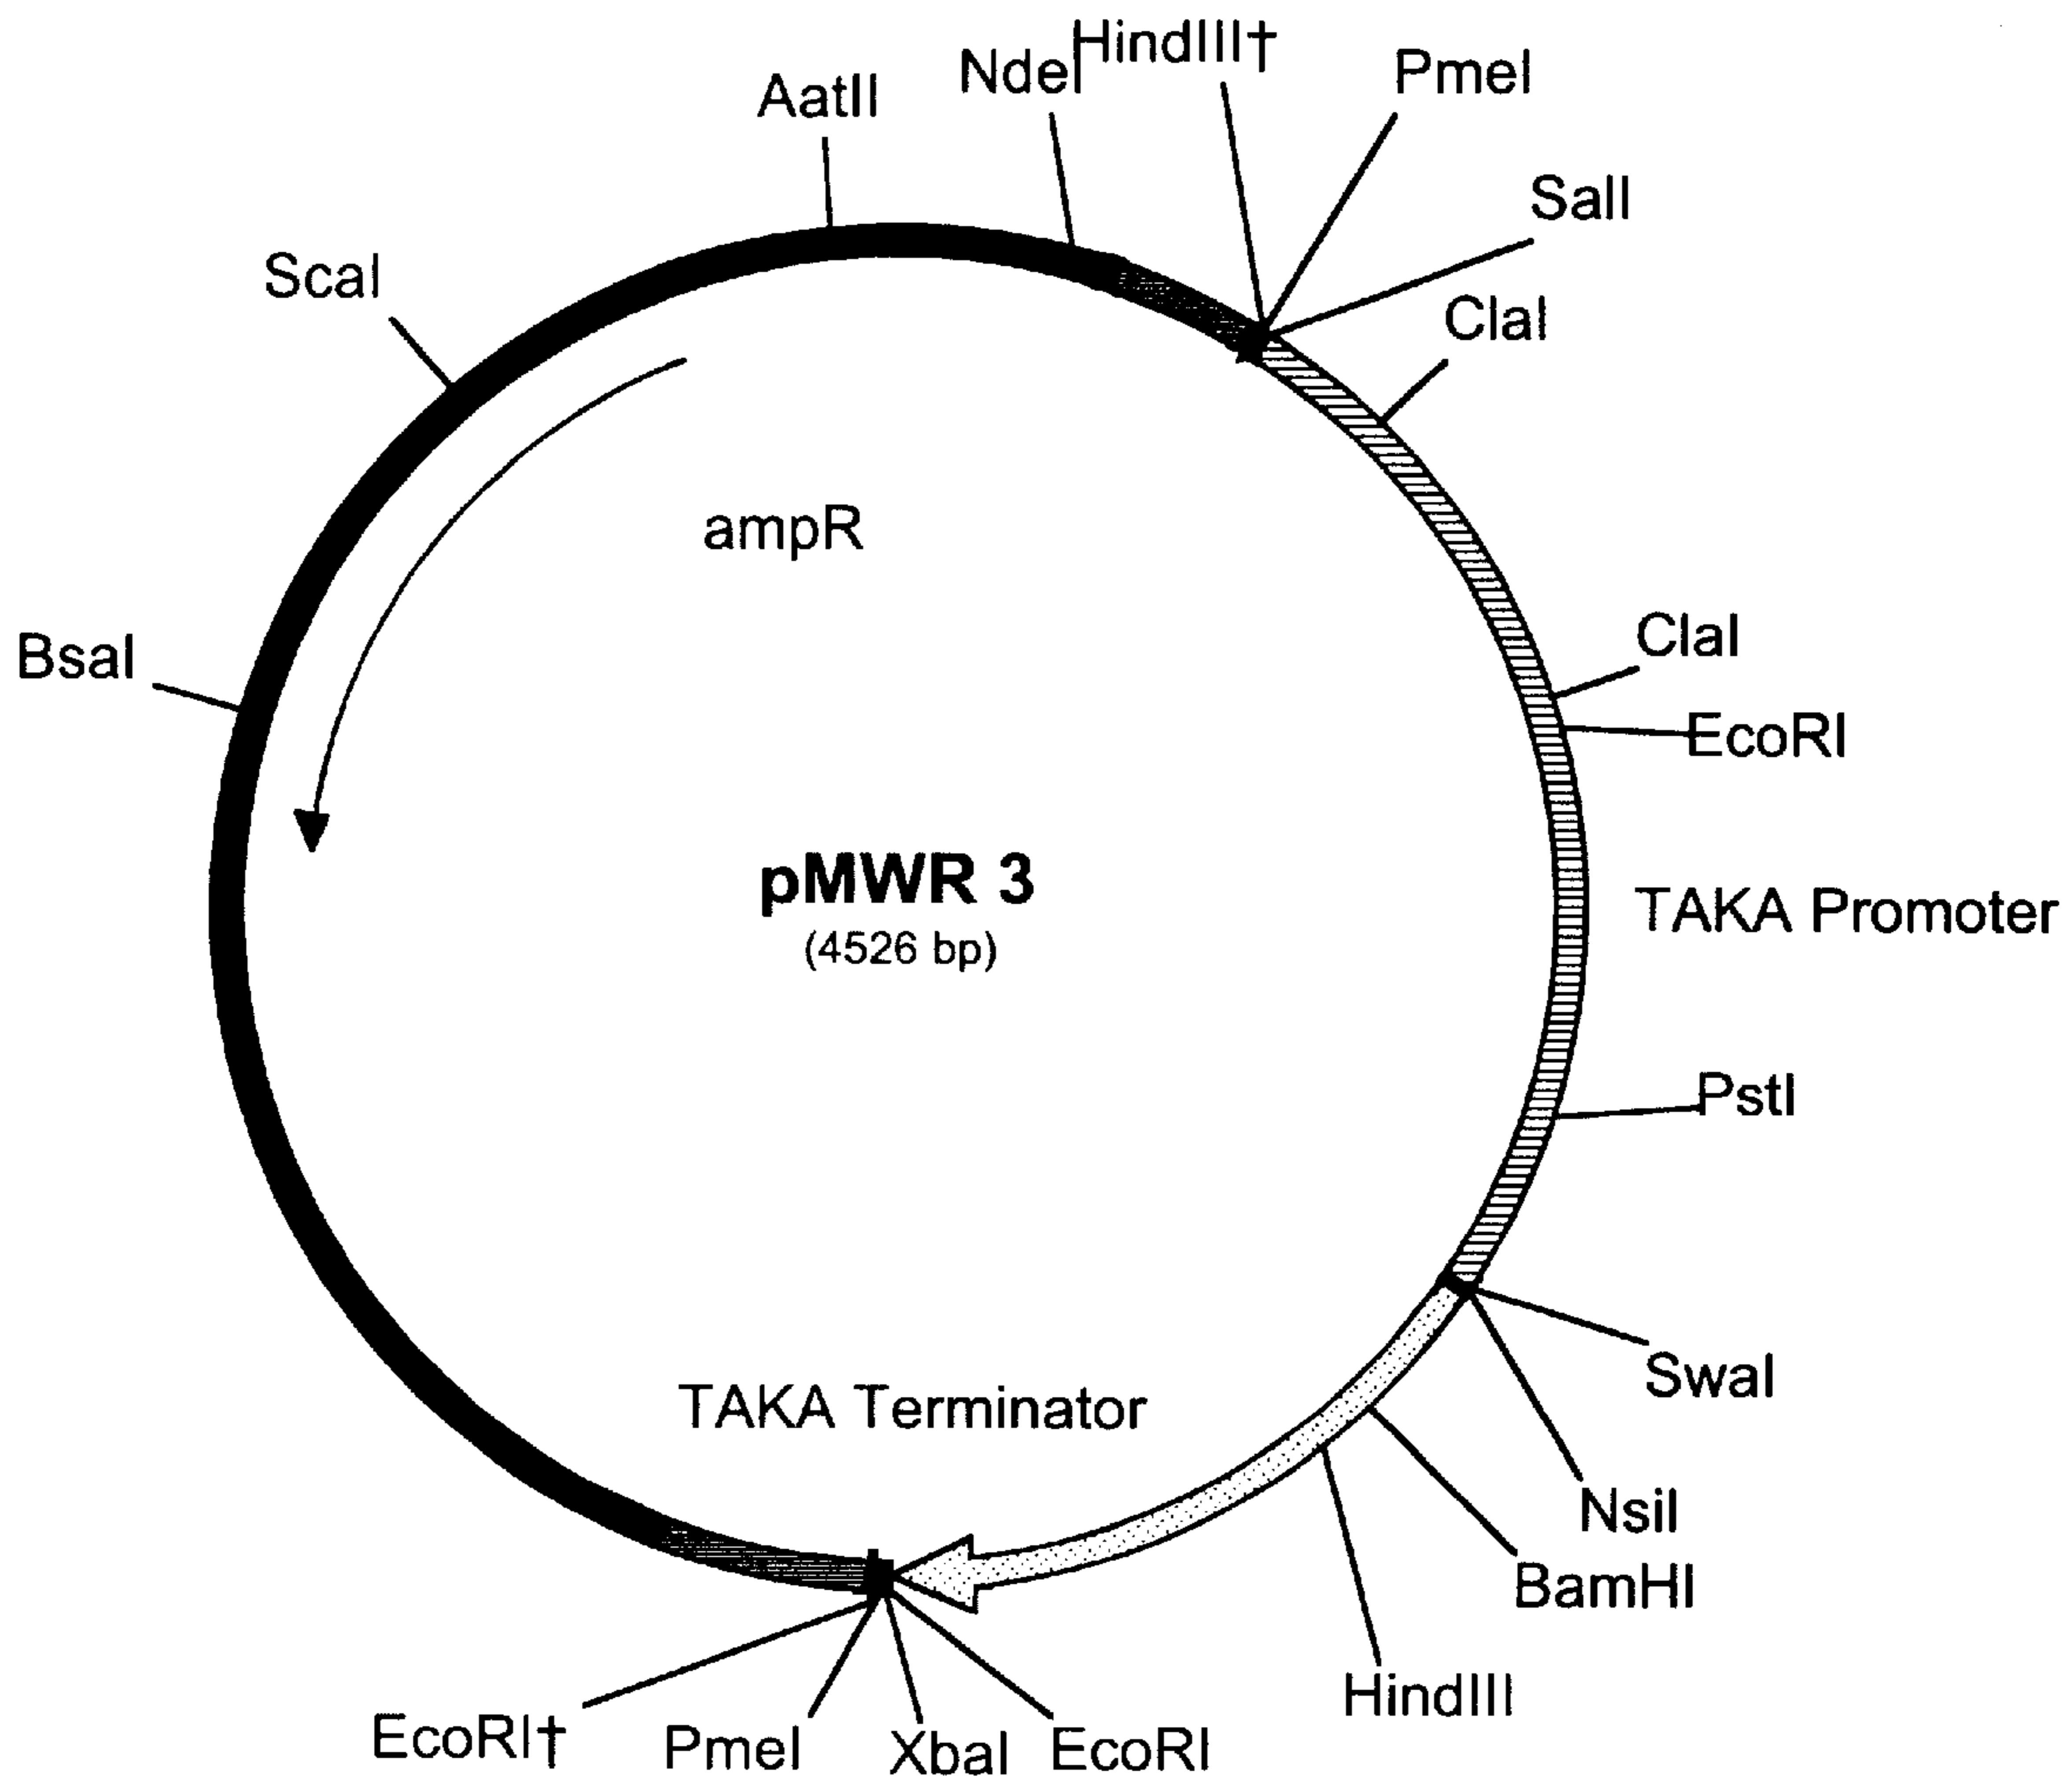 HindIII†
NdeI
PmeI
AatII
SalI
ScaI
ClaI
ampR
BsaI
ClaI
EcoRI
pMWR 3
(4526 bp)
TAKA Promoter
PstI
SwaI
TAKA Terminator
NsiI
BamHI
HindIII
EcoRI†
PmeI
XbaI
EcoRI